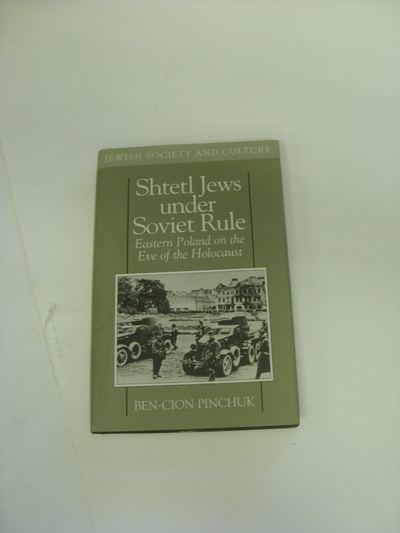 JEWISH SOCIETY AND CULTURE
Shtetl Jews
under
Soviet Rule
Eastern Poland on the
Eve of the Holocaust
BEN-CION PINCHUK